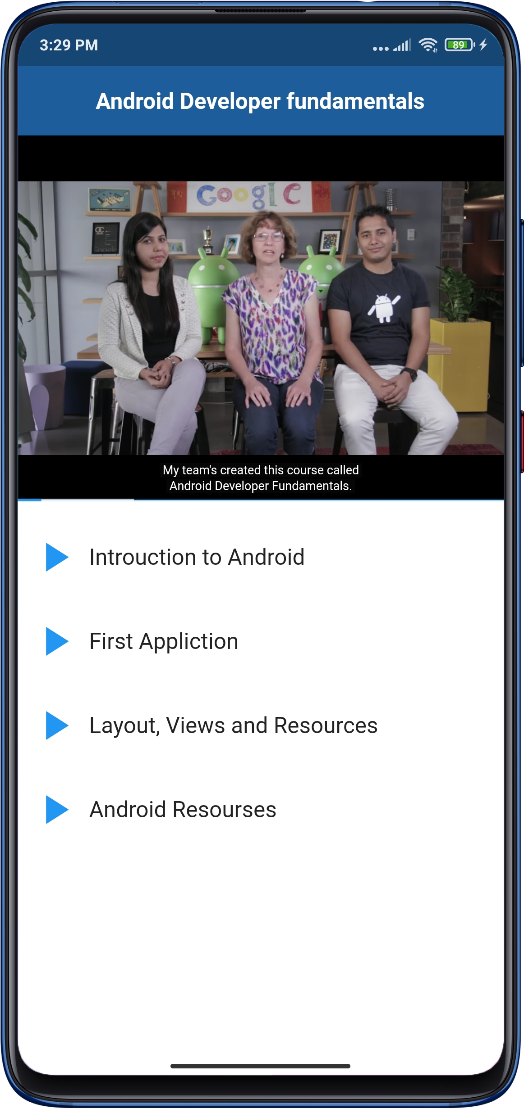 3:29 PM
89
Android Developer fundamentals
Google
My team's created this course called
Android Developer Fundamentals.
Introuction to Android
First Appliction
Layout, Views and Resources
Android Resourses